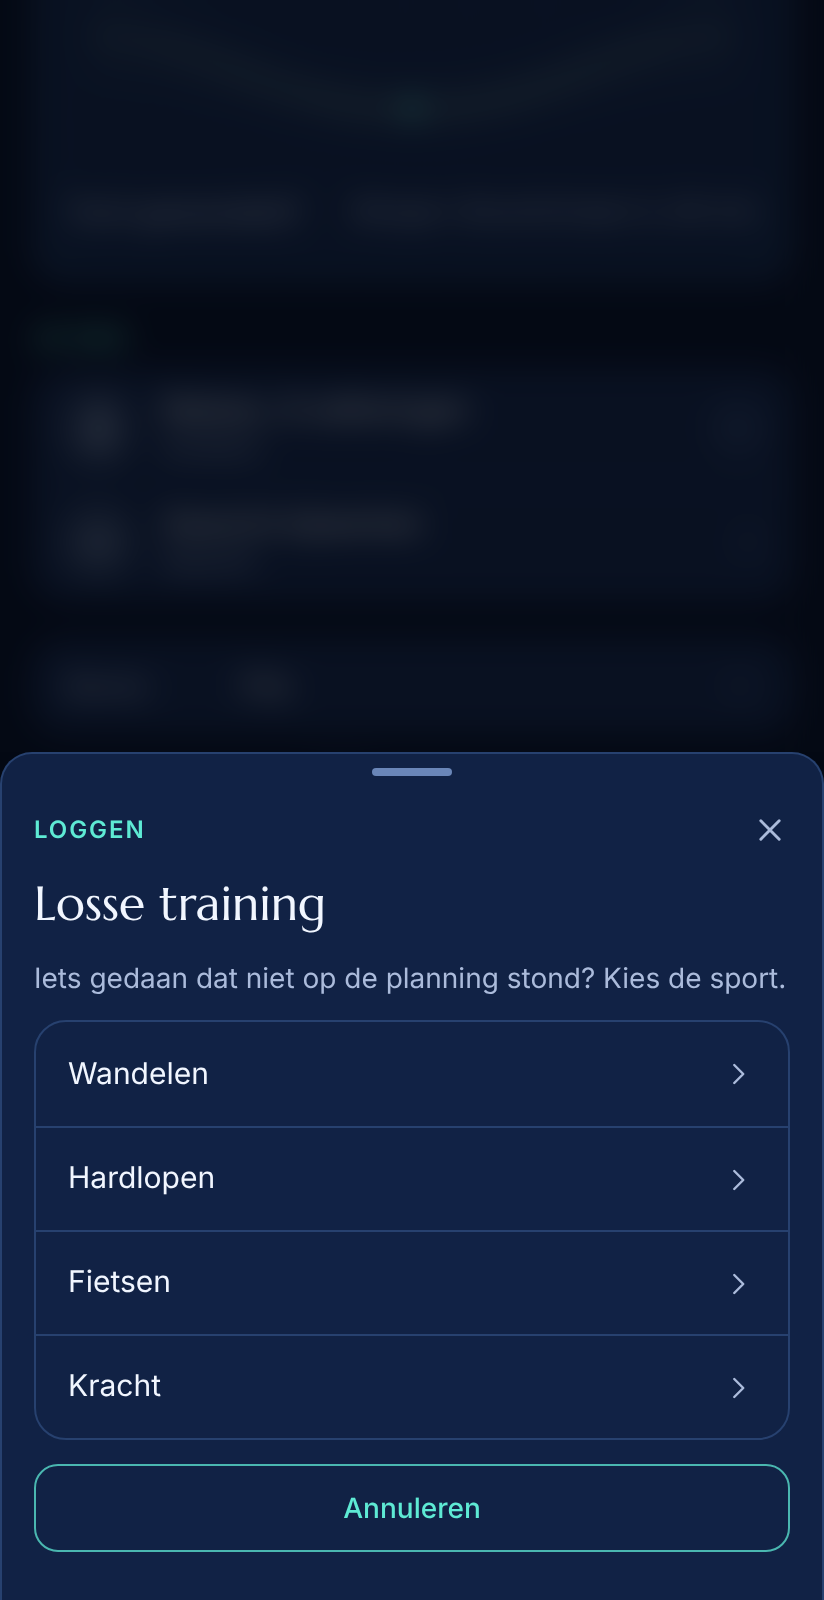 LOGGEN
Losse training
Iets gedaan dat niet op de planning stond? Kies de sport.
Wandelen
Hardlopen
Fietsen
Kracht
Annuleren